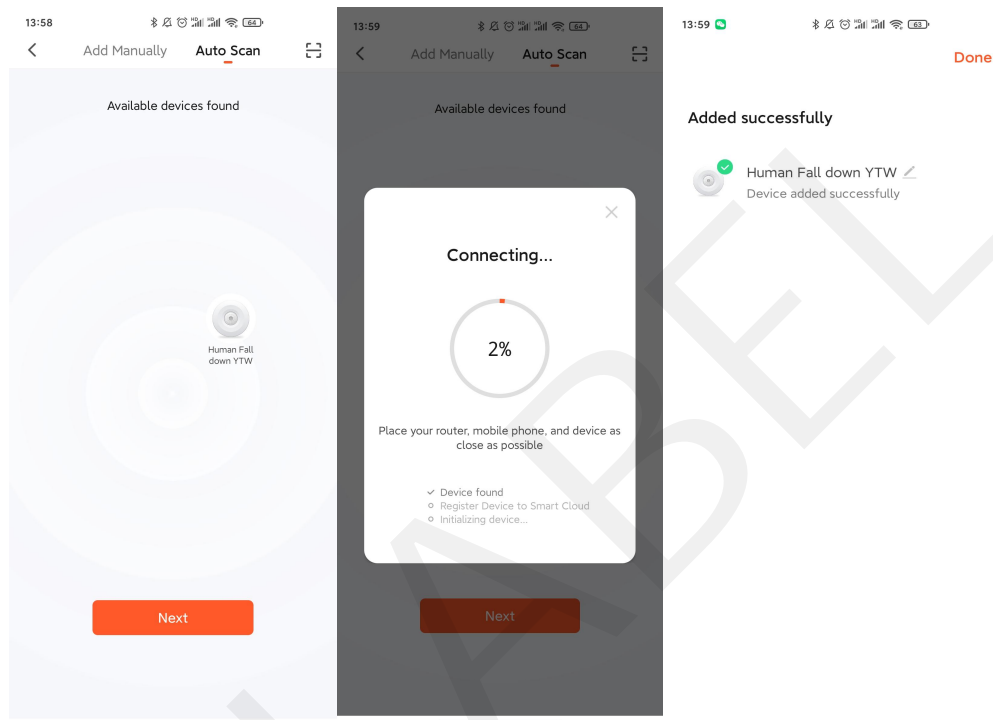 13:58
64
Add Manually Auto Scan
Available devices found
Human Fall
down YTW
Next
13:59
64
Add Manually Auto Scan
Available devices found
Connecting...
2%
Place your router, mobile phone, and device as
close as possible
Device found
Register Device to Smart Cloud
Initializing device...
Next
13:59
63
Done
Added successfully
Human Fall down YTW
Device added successfully
ABEL